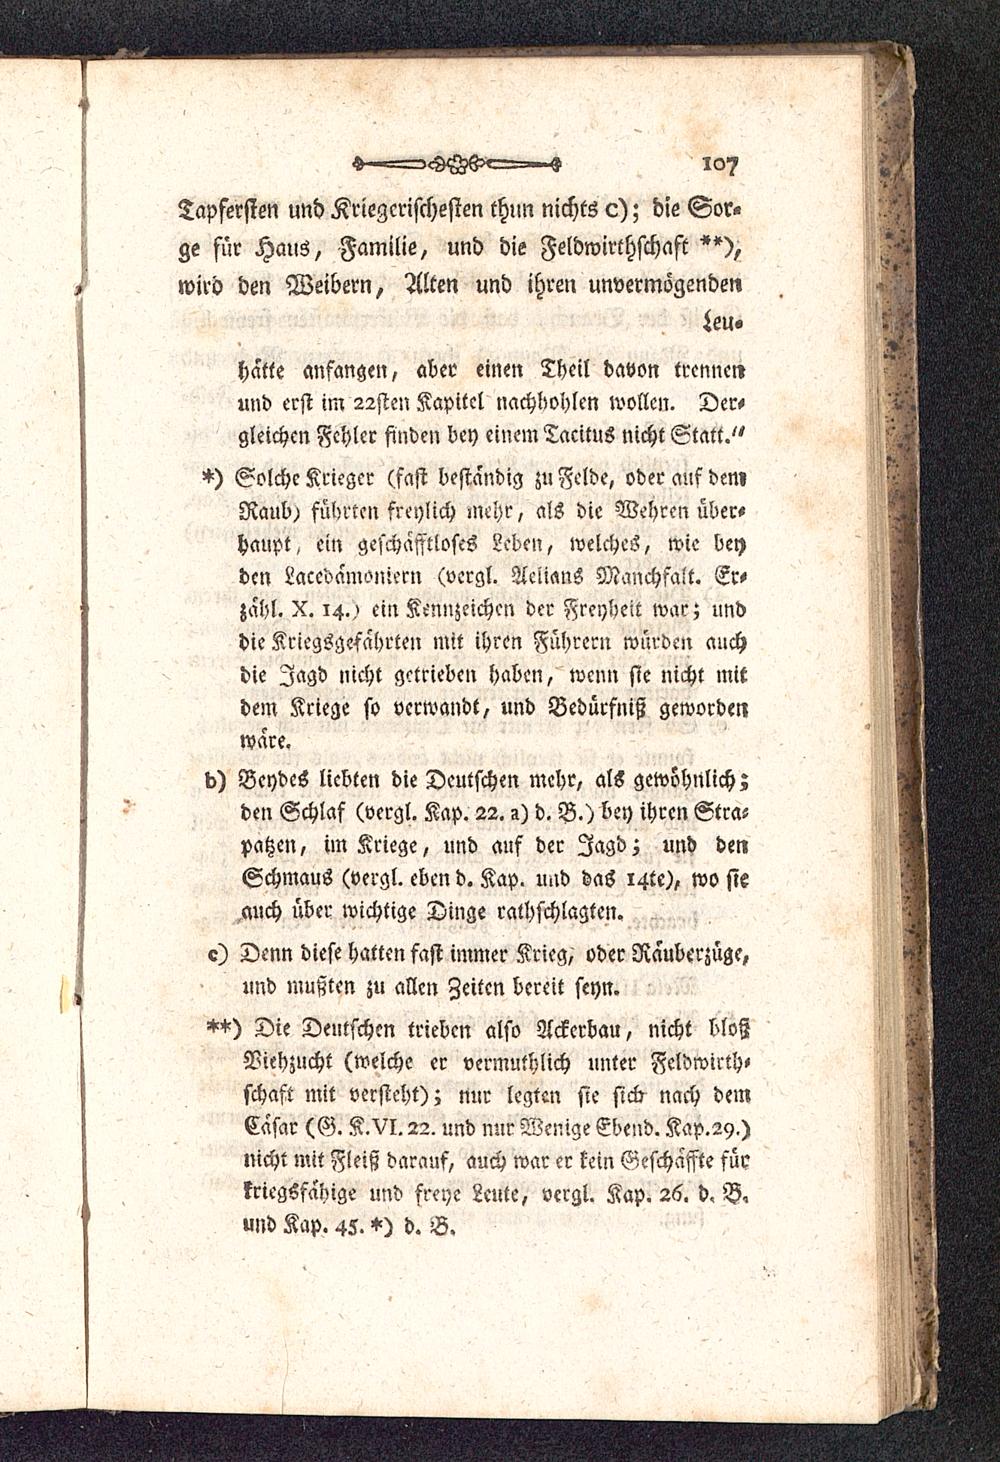 107
Tapfersten und Kriegerischesten thun nichts c); die Sor-
ge für Haus, Familie, und die Feldwirthschaft **),
wird den Weibern, Alten und ihren unvermögenden
Leu-
hätte anfangen, aber einen Theil davon trennen
und erst im 22sten Kapitel nachhohlen wollen. Der-
gleichen Fehler finden bey einem Tacitus nicht Statt.“
*) Solche Krieger (fast beständig zu Felde, oder auf dem
Raub) führten freylich mehr, als die Wehren über-
haupt, ein geschäfftloses Leben, welches, wie bey
den Lacedämoniern (vergl. Aelians Manchfalt. Er-
zähl. X. 14.) ein Kennzeichen der Freyheit war; und
die Kriegsgefährten mit ihren Führern würden auch
die Jagd nicht getrieben haben, wenn sie nicht mit
dem Kriege so verwandt, und Bedürfniß geworden
wäre.
b) Beydes liebten die Deutschen mehr, als gewöhnlich;
den Schlaf (vergl. Kap. 22. a) d. B.) bey ihren Stra-
patzen, im Kriege, und auf der Jagd; und den
Schmaus (vergl. eben d. Kap. und das 14te), wo sie
auch über wichtige Dinge rathschlagten.
c) Denn diese hatten fast immer Krieg, oder Räuberzüge,
und mußten zu allen Zeiten bereit seyn.
**) Die Deutschen trieben also Ackerbau, nicht bloß
Viehzucht (welche er vermuthlich unter Feldwirth-
schaft mit versteht); nur legten sie sich nach dem
Cäsar (G. K. VI. 22. und nur Wenige Ebend. Kap. 29.)
nicht mit Fleiß darauf, auch war er kein Geschäffte für
kriegsfähige und freye Leute, vergl. Kap. 26. d. B.
und Kap. 45. *) d. B.